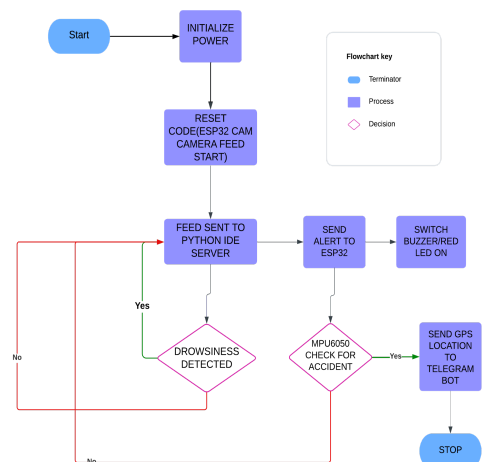 Start
INITIALIZE
POWER
Flowchart key
Terminator
Process
Decision
RESET
CODE(ESP32 CAM
CAMERA FEED
START)
FEED SENT TO
PYTHON IDE
SERVER
SEND
ALERT TO
ESP32
SWITCH
BUZZER/RED
LED ON
Yes
No
DROWSINESS
DETECTED
MPU6050
CHECK FOR
ACCIDENT
Yes
SEND GPS
LOCATION
TO
TELEGRAM
BOT
STOP
No